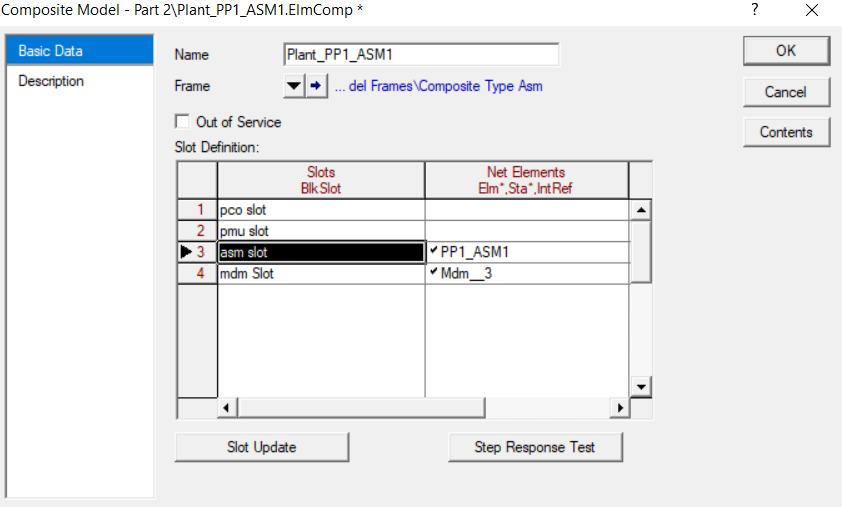 Composite Model - Part 2\Plant_PP1_ASM1.ElmComp *
?
Basic Data
Description
Name
Plant_PP1_ASM1
Frame
... del Frames\Composite Type Asm
Out of Service
Slot Definition:
Slots
BlkSlot
Net Elements
Elm*,Sta*,IntRef
1 pco slot
2 pmu slot
3 asm slot PP1_ASM1
4 mdm Slot Mdm__3
Slot Update
Step Response Test
OK
Cancel
Contents